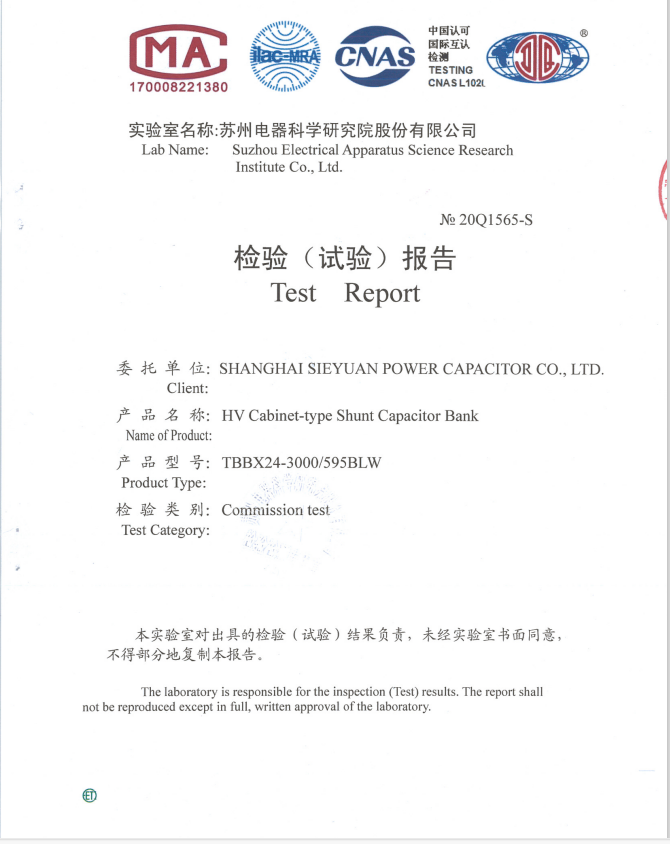 MA
170008221380
ilac-MRA
CNAS
中国认可
国际互认
检测
TESTING
CNAS L102
®
实验室名称:苏州电器科学研究院股份有限公司
Lab Name: Suzhou Electrical Apparatus Science Research
Institute Co., Ltd.
№ 20Q1565-S
检验（试验）报告
Test Report
委托单位: SHANGHAI SIEYUAN POWER CAPACITOR CO., LTD.
Client:
产品名称: HV Cabinet-type Shunt Capacitor Bank
Name of Product:
产品型号: TBBX24-3000/595BLW
Product Type:
检验类别: Commission test
Test Category:
本实验室对出具的检验（试验）结果负责，未经实验室书面同意，
不得部分地复制本报告。
The laboratory is responsible for the inspection (Test) results. The report shall
not be reproduced except in full, written approval of the laboratory.